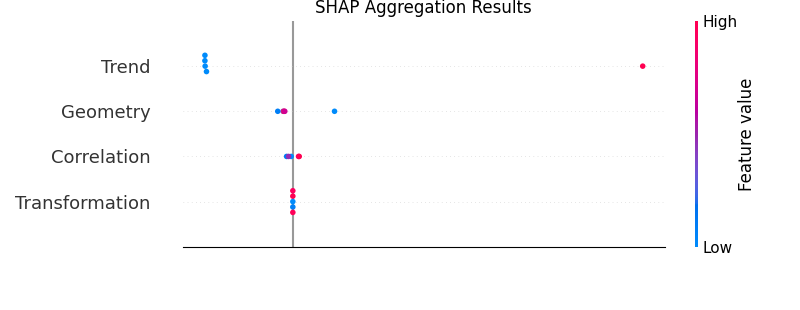 SHAP Aggregation Results
High
Trend
Geometry
Correlation
Transformation
Feature value
Low